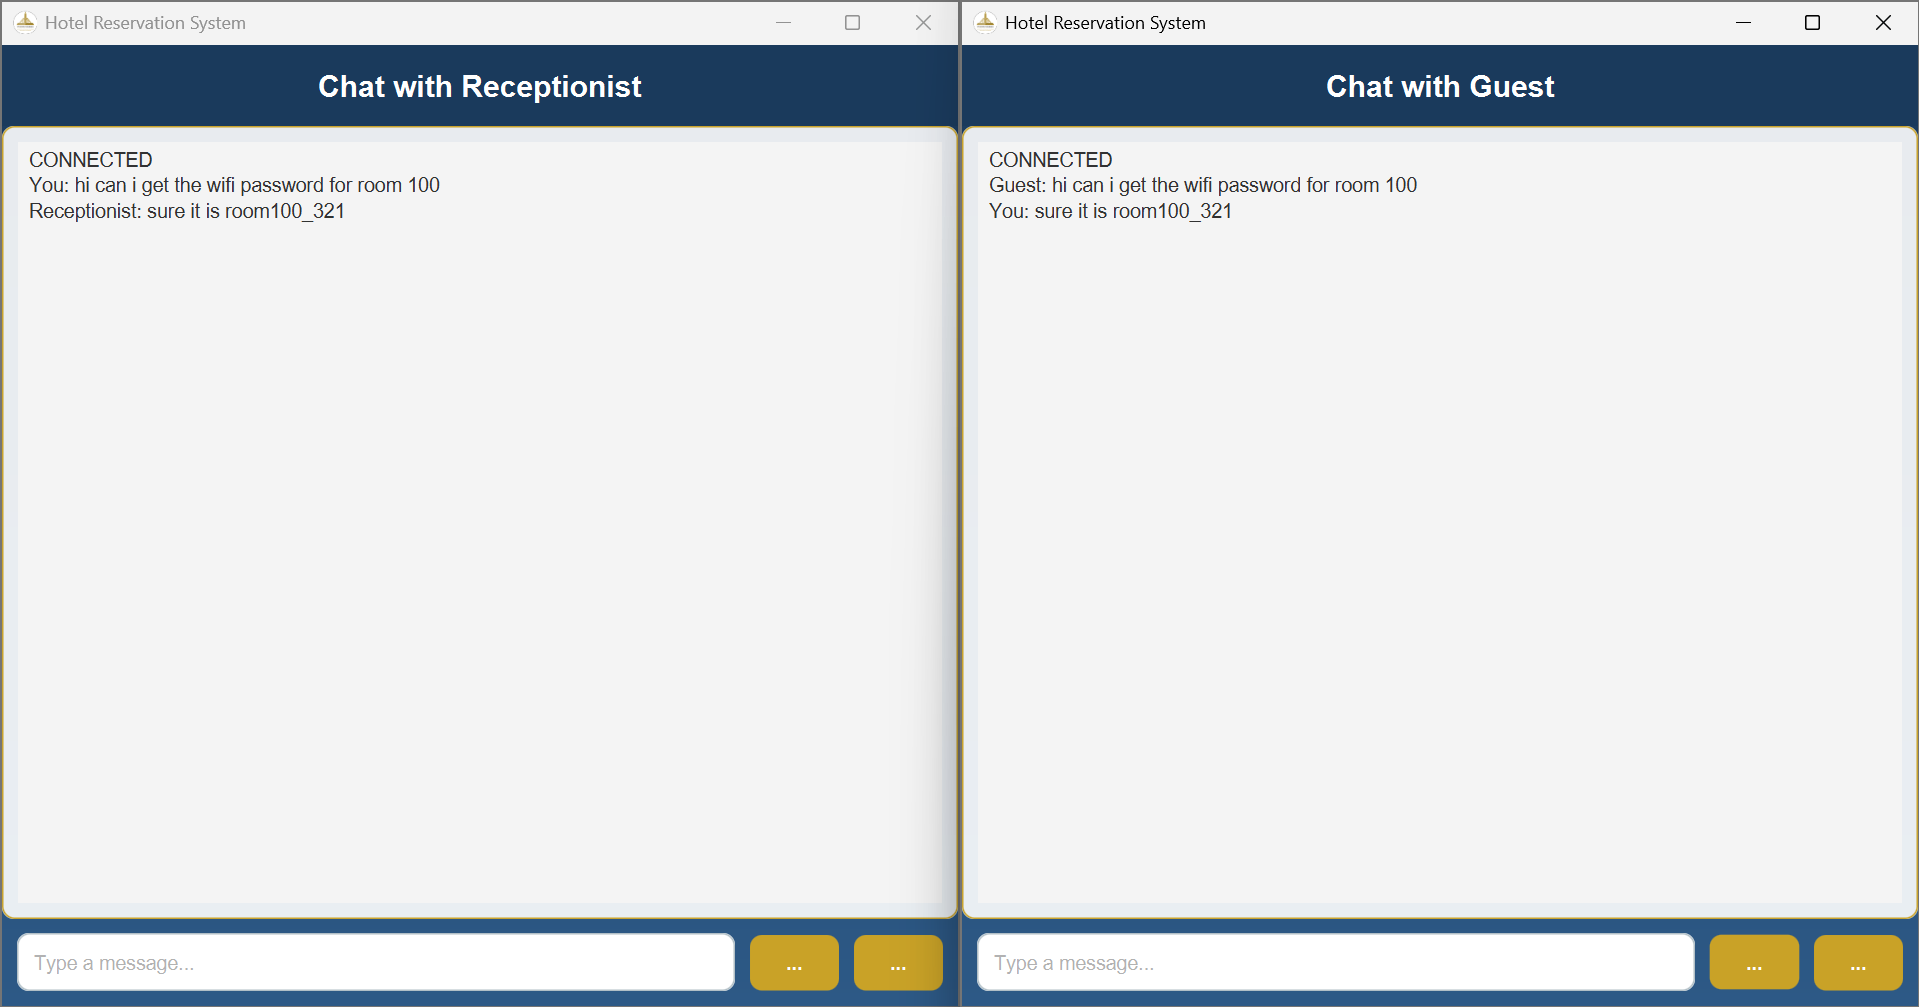 Hotel Reservation System
Chat with Receptionist
CONNECTED
You: hi can i get the wifi password for room 100
Receptionist: sure it is room100_321
Type a message...
...
...
Hotel Reservation System
Chat with Guest
CONNECTED
Guest: hi can i get the wifi password for room 100
You: sure it is room100_321
Type a message...
...
...